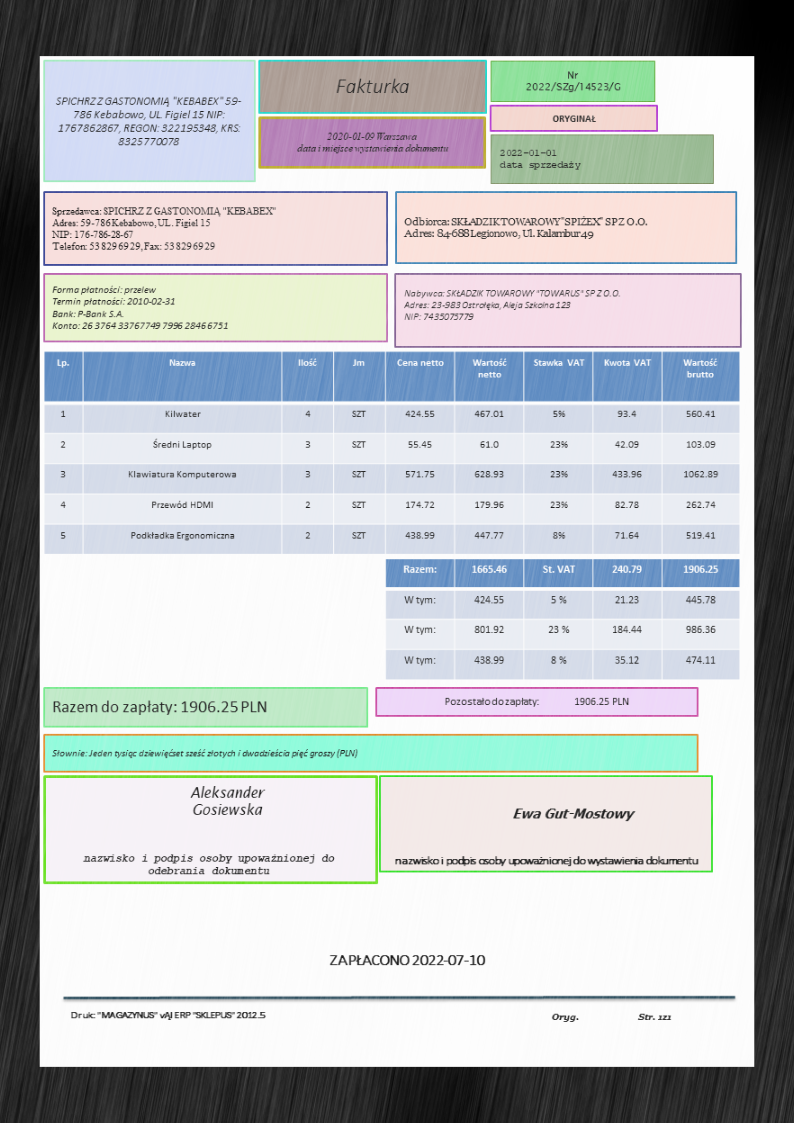 SPICHRZ Z GASTONOMIĄ "KEBABEX" 59-
786 Kebabowo, UL. Figiel 15 NIP:
1767862867, REGON: 322195348, KRS:
8325770078
Fakturka
2020-01-09 Warszawa
data i miejsce wystawienia dokumentu
Nr
2022/SZg/14523/G
ORYGINAŁ
2022-01-01
data sprzedaży
Sprzedawca: SPICHRZ Z GASTONOMIĄ "KEBABEX"
Adres: 59-786 Kebabowo, UL. Figiel 15
NIP: 176-786-28-67
Telefon: 53 829 69 29, Fax: 53 829 69 29
Odbiorca: SKŁADZIK TOWAROWY "SPIŻEX" SP Z O.O.
Adres: 84-688 Legionowo, Ul. Kalambur 49
Forma płatności: przelew
Termin płatności: 2010-02-31
Bank: P-Bank S.A.
Konto: 26 3764 33767749 7996 2846 6751
Nabywca: SKŁADZIK TOWAROWY "TOWARUS" SP Z O.O.
Adres: 23-983 Ostrołęka, Aleja Szkolna 123
NIP: 7435075779
Lp. Nazwa Ilość Jm Cena netto Wartość netto Stawka VAT Kwota VAT Wartość brutto
1 Kilwater 4 SZT 424.55 467.01 5% 93.4 560.41
2 Średni Laptop 3 SZT 55.45 61.0 23% 42.09 103.09
3 Klawiatura Komputerowa 3 SZT 571.75 628.93 23% 433.96 1062.89
4 Przewód HDMI 2 SZT 174.72 179.96 23% 82.78 262.74
5 Podkładka Ergonomiczna 2 SZT 438.99 447.77 8% 71.64 519.41
Razem: 1665.46 St. VAT 240.79 1906.25
W tym: 424.55 5 % 21.23 445.78
W tym: 801.92 23 % 184.44 986.36
W tym: 438.99 8 % 35.12 474.11
Razem do zapłaty: 1906.25 PLN
Pozostało do zapłaty: 1906.25 PLN
Słownie: Jeden tysiąc dziewięćset sześć złotych i dwadzieścia pięć groszy (PLN)
Aleksander
Gosiewska
nazwisko i podpis osoby upoważnionej do
odebrania dokumentu
Ewa Gut-Mostowy
nazwisko i podpis osoby upoważnionej do wystawienia dokumentu
ZAPŁACONO 2022-07-10
Druk: "MAGAZYNUS" vAJ ERP "SKLEPUS" 2012.5
Oryg. Str. 1z1